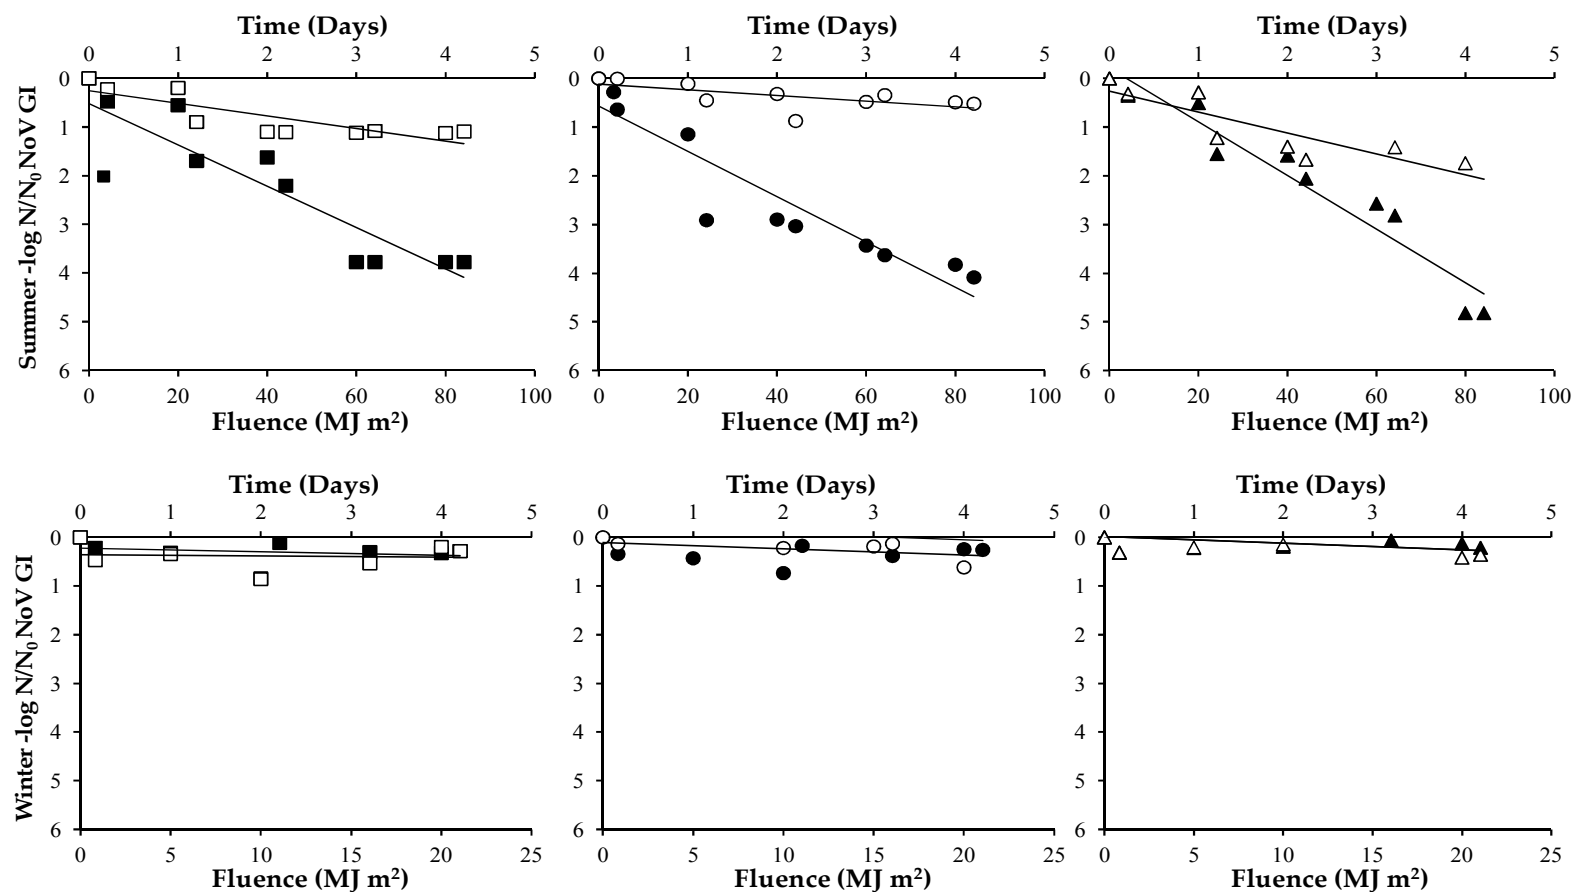 Time (Days) Time (Days) Time (Days)
0 1 2 3 4 5 0 1 2 3 4 5 0 1 2 3 4 5
Summer -log N/N₀ NoV GI
0 0 0
1 1 1
2 2 2
3 3 3
4 4 4
5 5 5
6 6 6
0 20 40 60 80 100 0 20 40 60 80 100 0 20 40 60 80 100
Fluence (MJ m²) Fluence (MJ m²) Fluence (MJ m²)
Time (Days) Time (Days) Time (Days)
0 1 2 3 4 5 0 1 2 3 4 5 0 1 2 3 4 5
Winter -log N/N₀ NoV GI
0 0 0
1 1 1
2 2 2
3 3 3
4 4 4
5 5 5
6 6 6
0 5 10 15 20 25 0 5 10 15 20 25 0 5 10 15 20 25
Fluence (MJ m²) Fluence (MJ m²) Fluence (MJ m²)